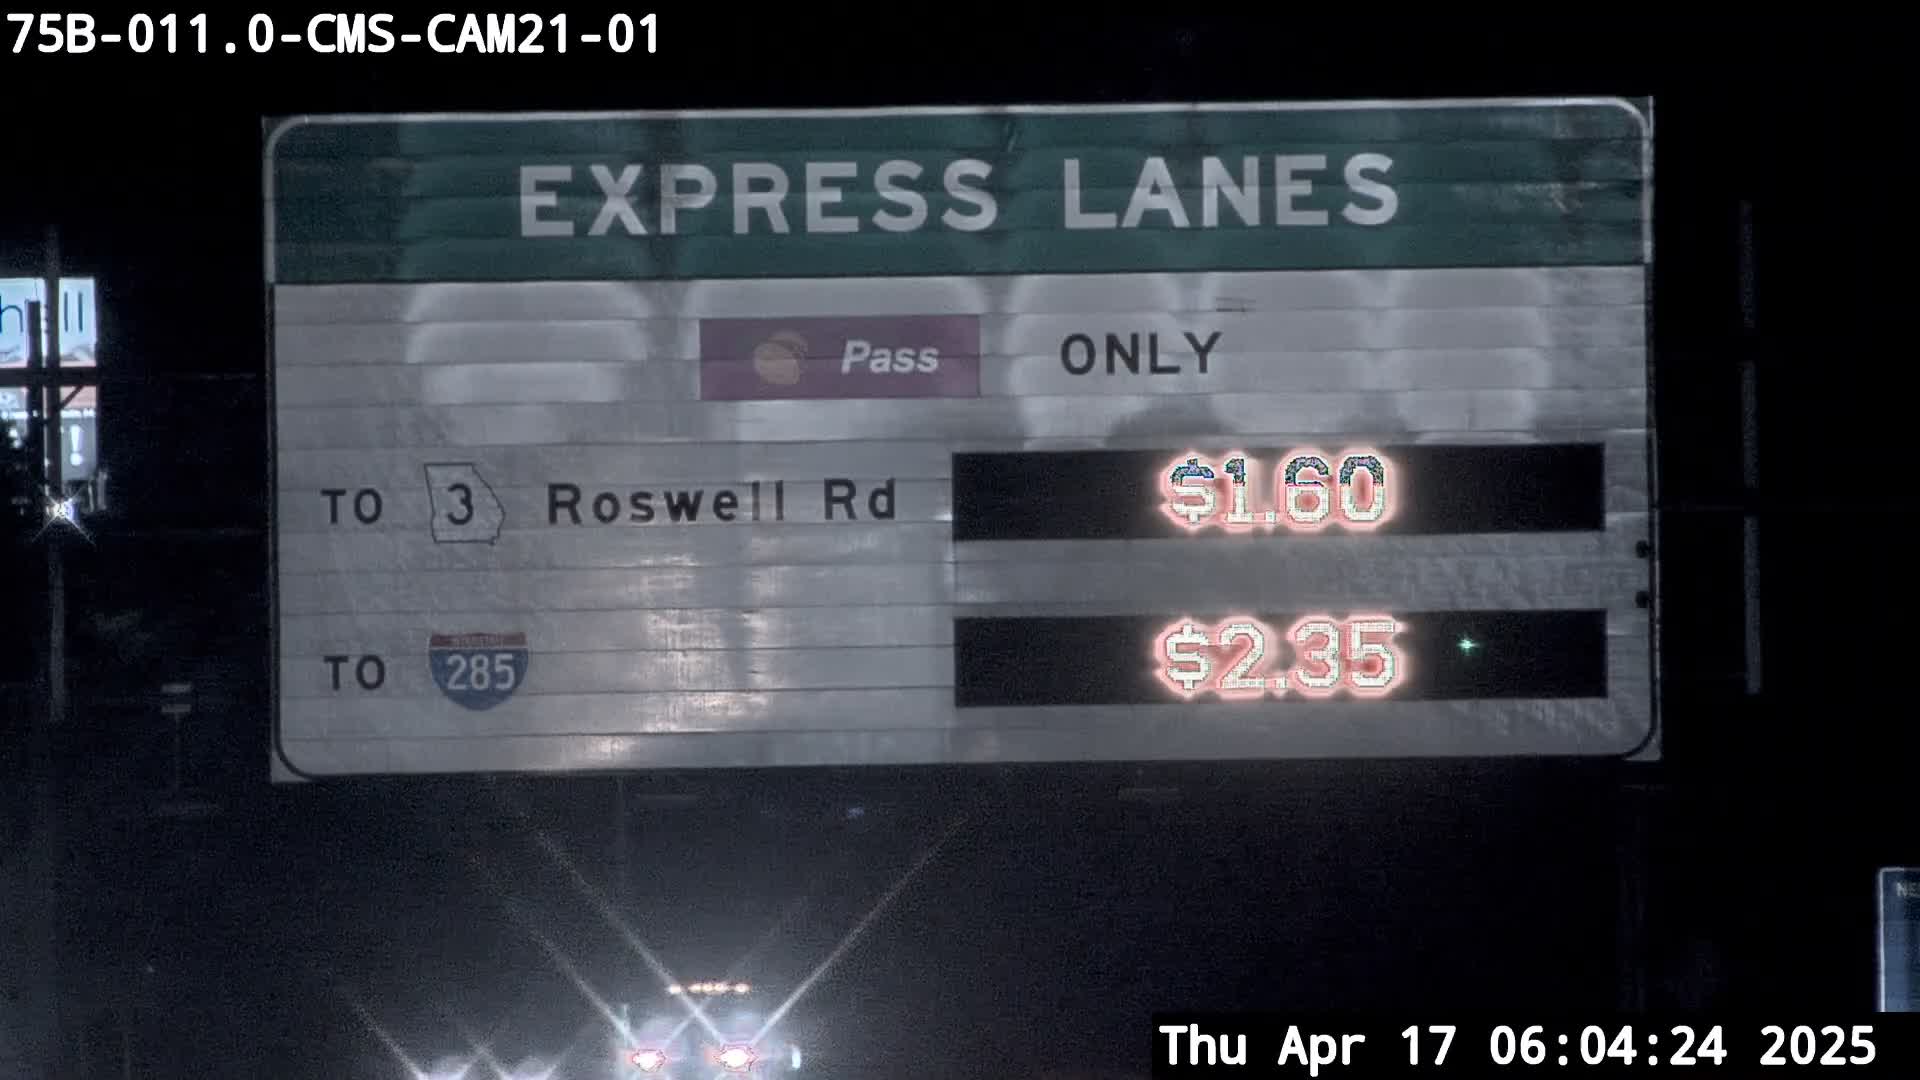 75B-011.0-CMS-CAM21-01
EXPRESS LANES
Pass ONLY
TO 3 Roswell Rd $1.60
TO 285 $2.35
Thu Apr 17 06:04:24 2025